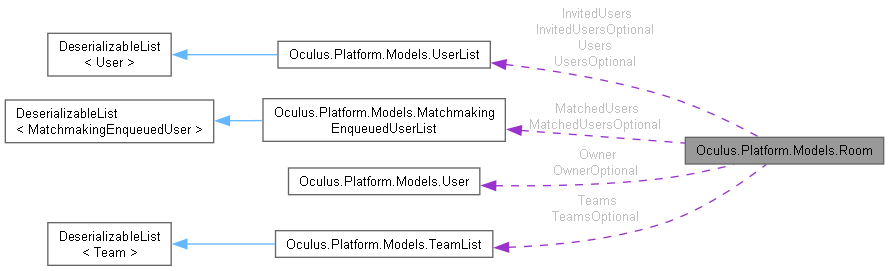 InvitedUsers
InvitedUsersOptional
Users
UsersOptional
DeserializableList
< User >
Oculus.Platform.Models.UserList
DeserializableList
< MatchmakingEnqueuedUser >
Oculus.Platform.Models.Matchmaking
EnqueuedUserList
MatchedUsers
MatchedUsersOptional
Oculus.Platform.Models.Room
Owner
OwnerOptional
Oculus.Platform.Models.User
Teams
TeamsOptional
DeserializableList
< Team >
Oculus.Platform.Models.TeamList